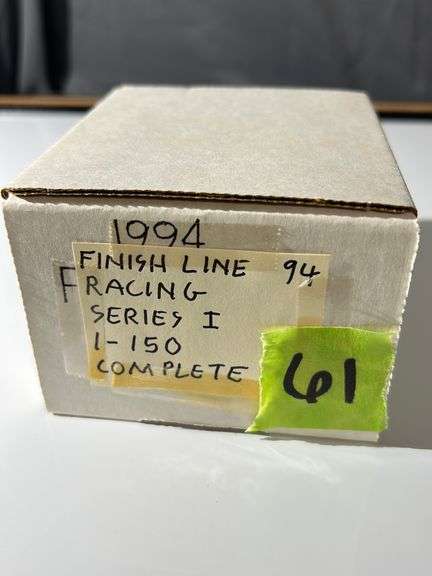 1994
F
FINISH LINE 94
RACING
SERIES I
1-150
COMPLETE
61